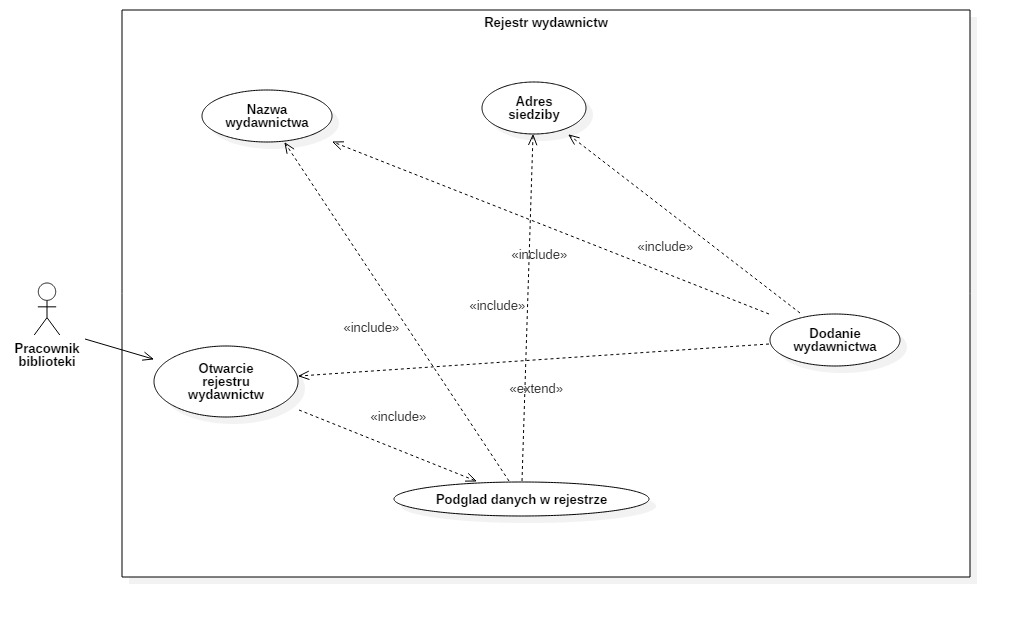 Rejestr wydawnictw
Nazwa
wydawnictwa
Adres
siedziby
«include»
«include»
«include»
«include»
Pracownik
biblioteki
Otwarcie
rejestru
wydawnictw
Dodanie
wydawnictwa
«extend»
«include»
Podglad danych w rejestrze